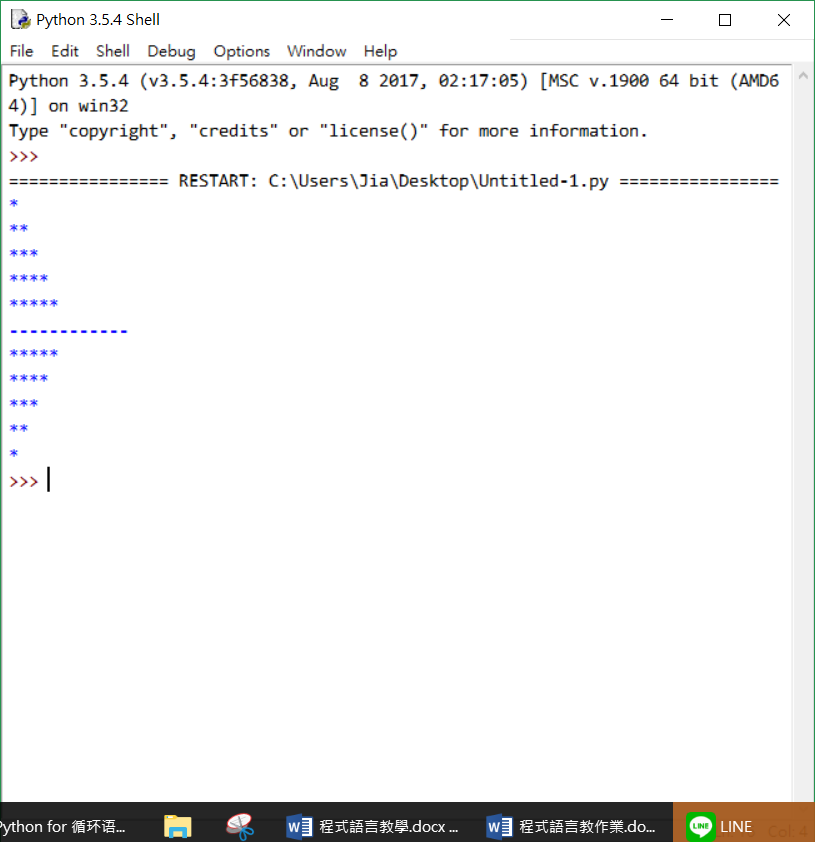 Python 3.5.4 Shell
File Edit Shell Debug Options Window Help
Python 3.5.4 (v3.5.4:3f56838, Aug  8 2017, 02:17:05) [MSC v.1900 64 bit (AMD6
4)] on win32
Type "copyright", "credits" or "license()" for more information.
>>>
================ RESTART: C:\Users\Jia\Desktop\Untitled-1.py ================
*
**
***
****
*****
------------
*****
****
***
**
*
>>>
Python for 循环语... 程式語言教學.docx ... 程式語言教作業.do... LINE
Col: 4